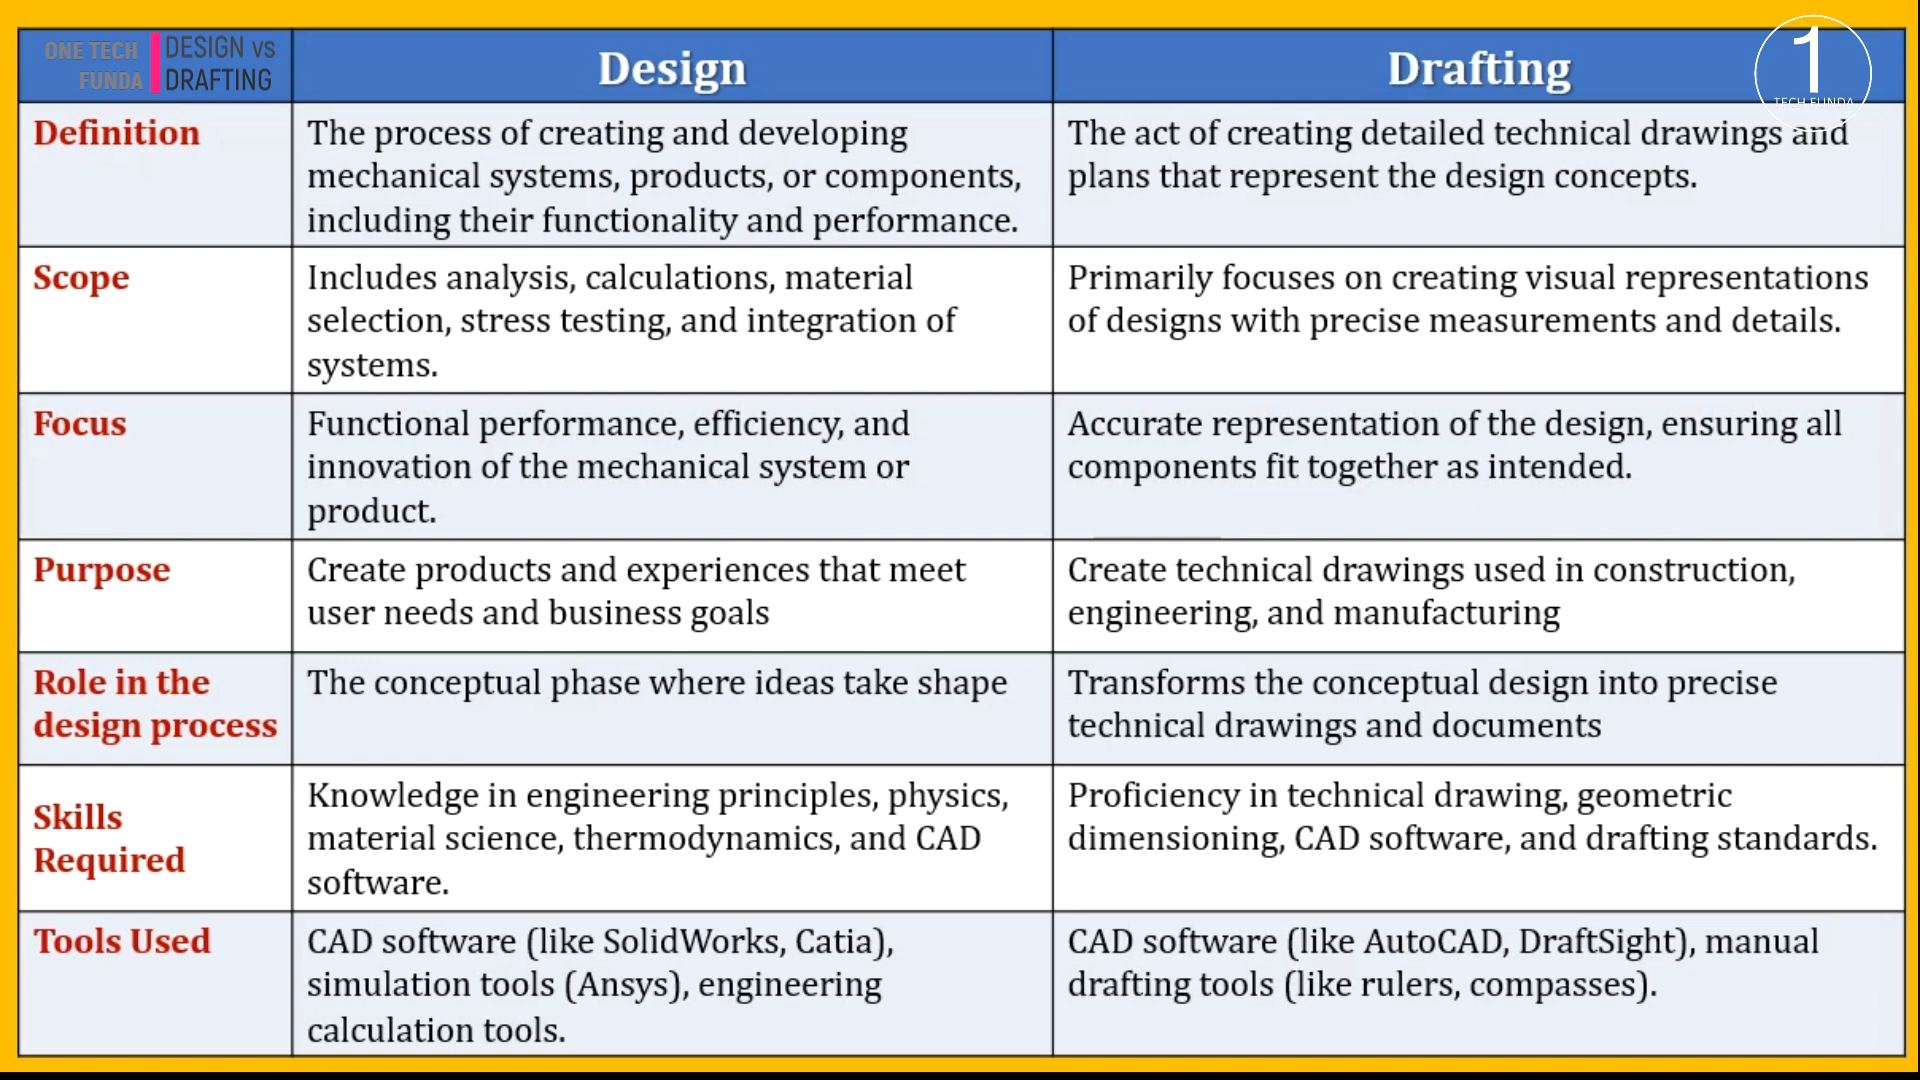 ONE TECH
FUNDA
DESIGN vs
DRAFTING
Design
Drafting
1
TECH FUNDA
Definition
The process of creating and developing
mechanical systems, products, or components,
including their functionality and performance.
The act of creating detailed technical drawings and
plans that represent the design concepts.
Scope
Includes analysis, calculations, material
selection, stress testing, and integration of
systems.
Primarily focuses on creating visual representations
of designs with precise measurements and details.
Focus
Functional performance, efficiency, and
innovation of the mechanical system or
product.
Accurate representation of the design, ensuring all
components fit together as intended.
Purpose
Create products and experiences that meet
user needs and business goals
Create technical drawings used in construction,
engineering, and manufacturing
Role in the
design process
The conceptual phase where ideas take shape
Transforms the conceptual design into precise
technical drawings and documents
Skills
Required
Knowledge in engineering principles, physics,
material science, thermodynamics, and CAD
software.
Proficiency in technical drawing, geometric
dimensioning, CAD software, and drafting standards.
Tools Used
CAD software (like SolidWorks, Catia),
simulation tools (Ansys), engineering
calculation tools.
CAD software (like AutoCAD, DraftSight), manual
drafting tools (like rulers, compasses).